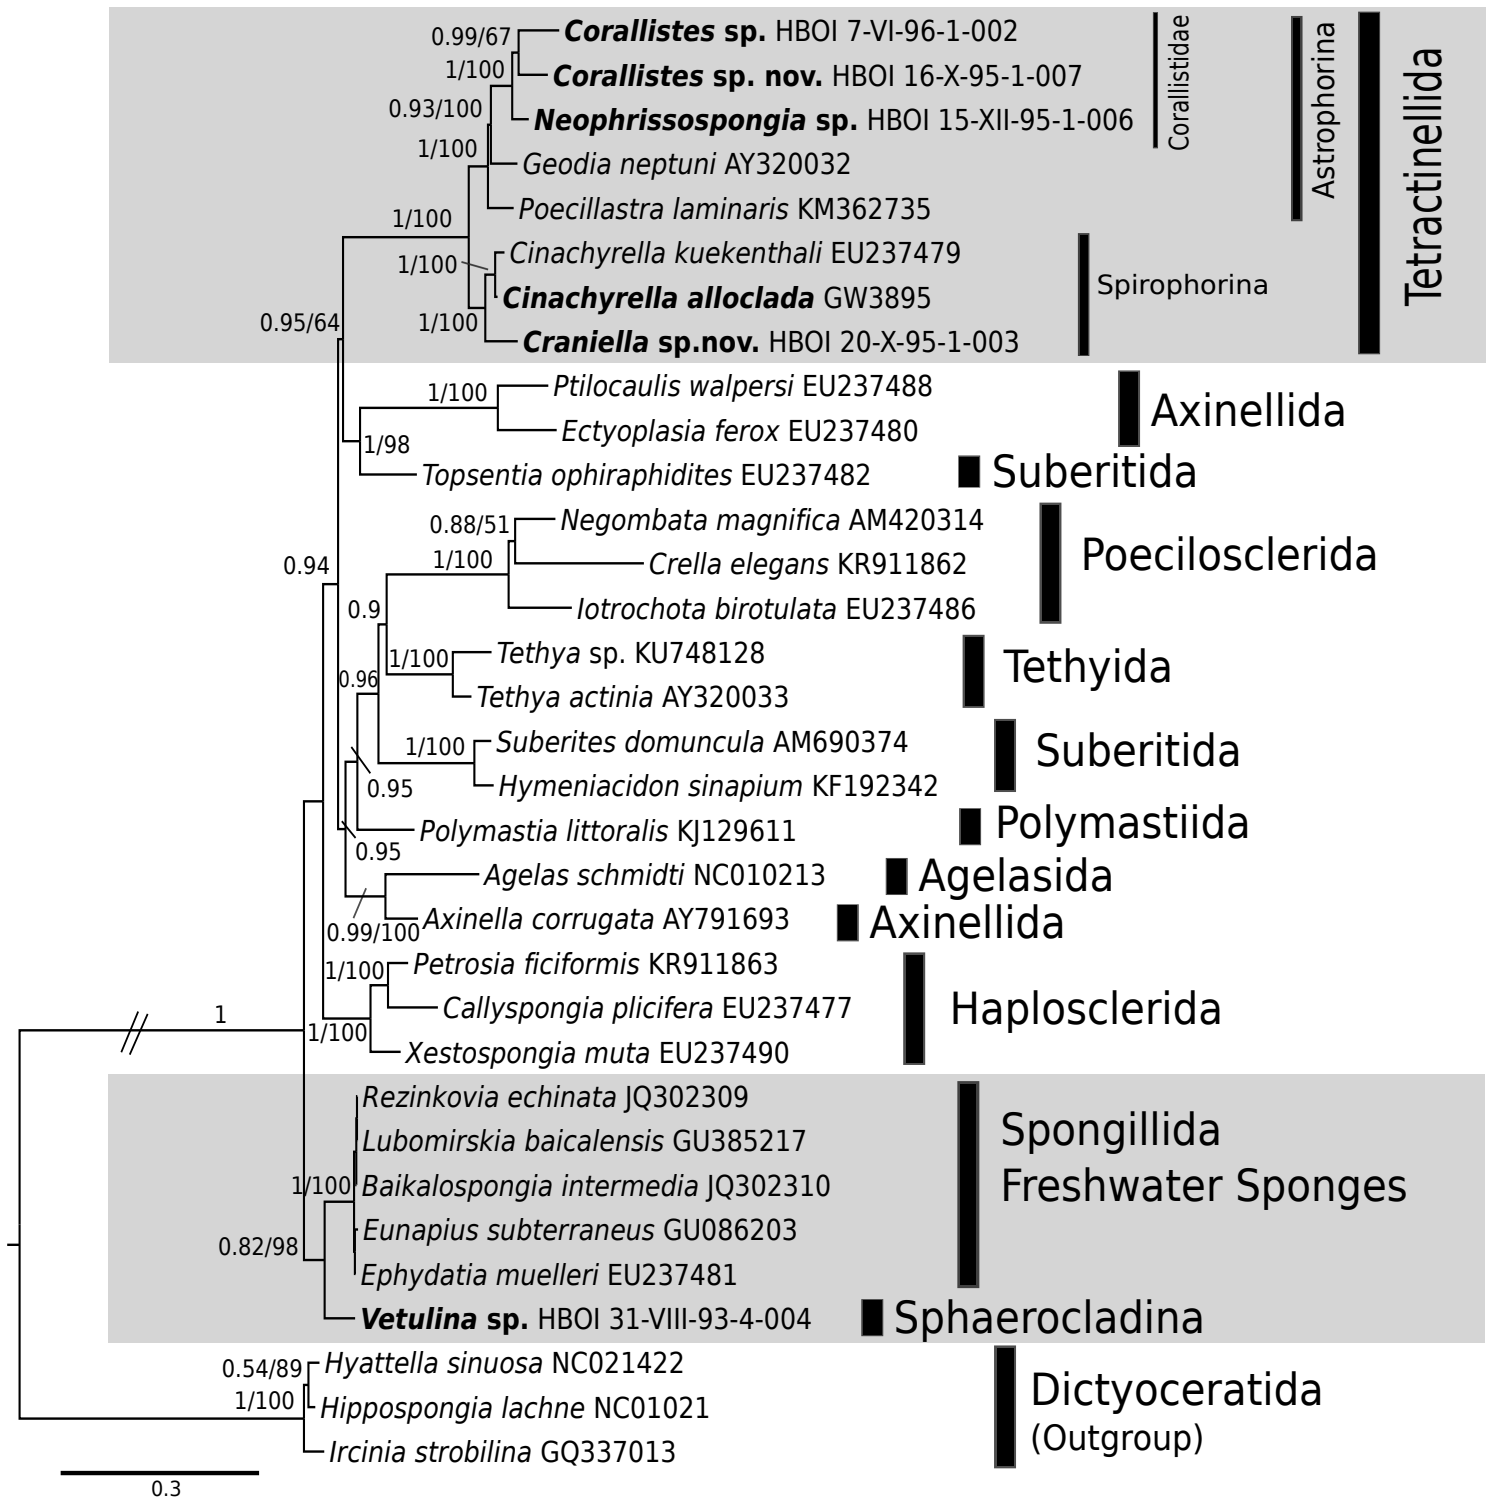 0.99/67
Corallistes sp. HBOI 7-VI-96-1-002
1/100
Corallistes sp. nov. HBOI 16-X-95-1-007
0.93/100
Neophrissospongia sp. HBOI 15-XII-95-1-006
Corallistidae
Astrophorina
Tetractinellida
1/100
Geodia neptuni AY320032
1/100
Poecillastra laminaris KM362735
1/100
Cinachyrella kuekenthali EU237479
Cinachyrella alloclada GW3895
Spirophorina
1/100
0.95/64
Craniella sp.nov. HBOI 20-X-95-1-003
1/100
Ptilocaulis walpersi EU237488
Axinellida
Ectyoplasia ferox EU237480
1/98
Topsentia ophiraphidites EU237482
Suberitida
0.88/51
Negombata magnifica AM420314
1/100
0.94
Crella elegans KR911862
Poecilosclerida
0.9
Iotrochota birotulata EU237486
1/100
Tethya sp. KU748128
Tethyida
0.96
Tethya actinia AY320033
1/100
Suberites domuncula AM690374
Suberitida
0.95
Hymeniacidon sinapium KF192342
Polymastia littoralis KJ129611
Polymastiida
0.95
Agelas schmidti NC010213
Agelasida
0.99/100
Axinella corrugata AY791693
Axinellida
1/100
Petrosia ficiformis KR911863
1
Callyspongia plicifera EU237477
Haplosclerida
1/100
Xestospongia muta EU237490
Rezinkovia echinata JQ302309
Lubomirskia baicalensis GU385217
Spongillida
Freshwater Sponges
1/100
Baikalospongia intermedia JQ302310
Eunapius subterraneus GU086203
0.82/98
Ephydatia muelleri EU237481
Vetulina sp. HBOI 31-VIII-93-4-004
Sphaerocladina
0.54/89
Hyattella sinuosa NC021422
1/100
Hippospongia lachne NC01021
Dictyoceratida
(Outgroup)
Ircinia strobilina GQ337013
0.3